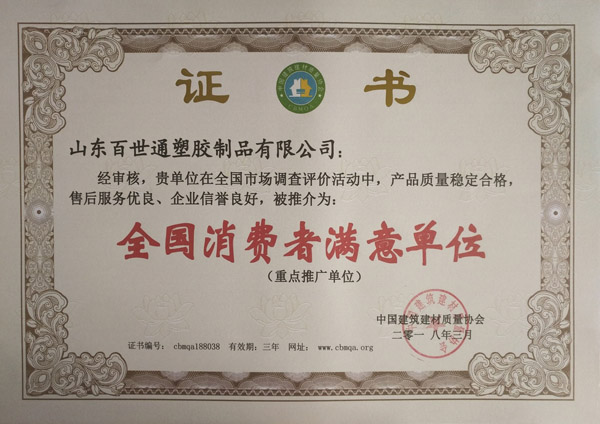 证 书
山东百世通塑胶制品有限公司：
经审核，贵单位在全国市场调查评价活动中，产品质量稳定合格，
售后服务优良、企业信誉良好，被推介为：
全国消费者满意单位
（重点推广单位）
中国建筑建材质量协会
二零一八年三月
证书编号： cbmqa188038 有效期：三年 网址： www.cbmqa.org